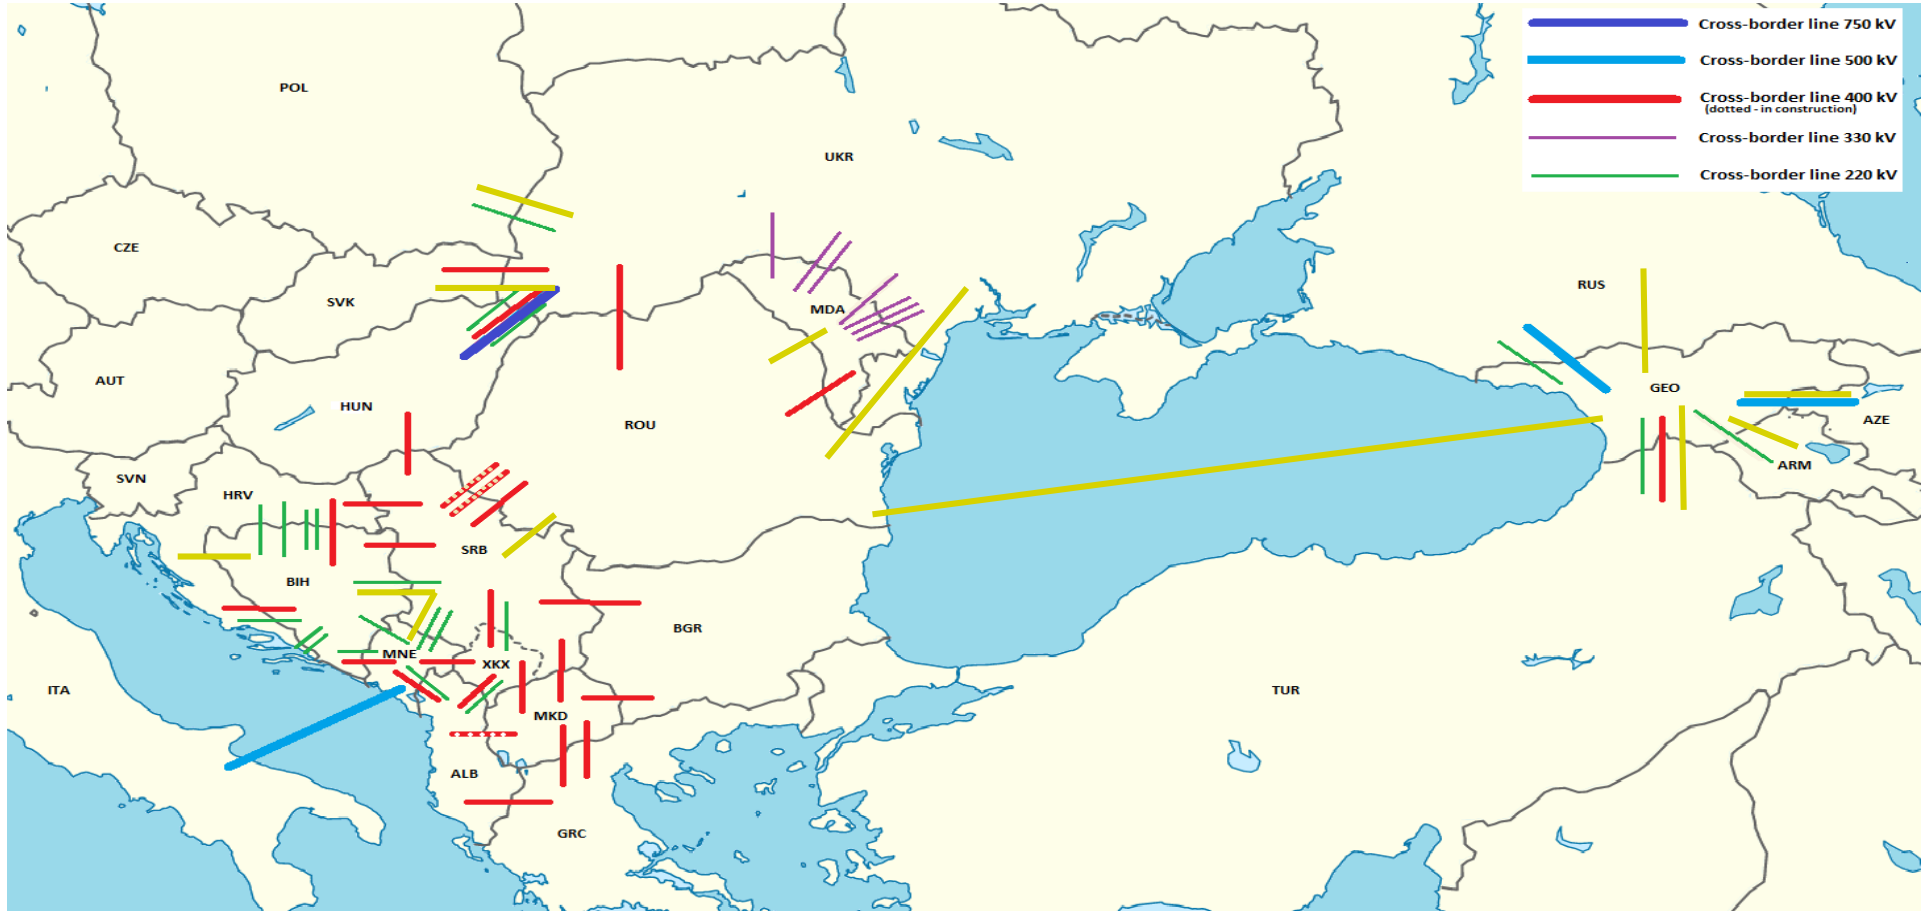 Cross-border line 750 kV
Cross-border line 500 kV
Cross-border line 400 kV
(dotted - in construction)
Cross-border line 330 kV
Cross-border line 220 kV
POL
UKR
CZE
SVK
RUS
MDA
AUT
HUN
GEO
ROU
AZE
ARM
SVN
HRV
SRB
BIH
BGR
MNE
XKX
ITA
TUR
MKD
ALB
GRC